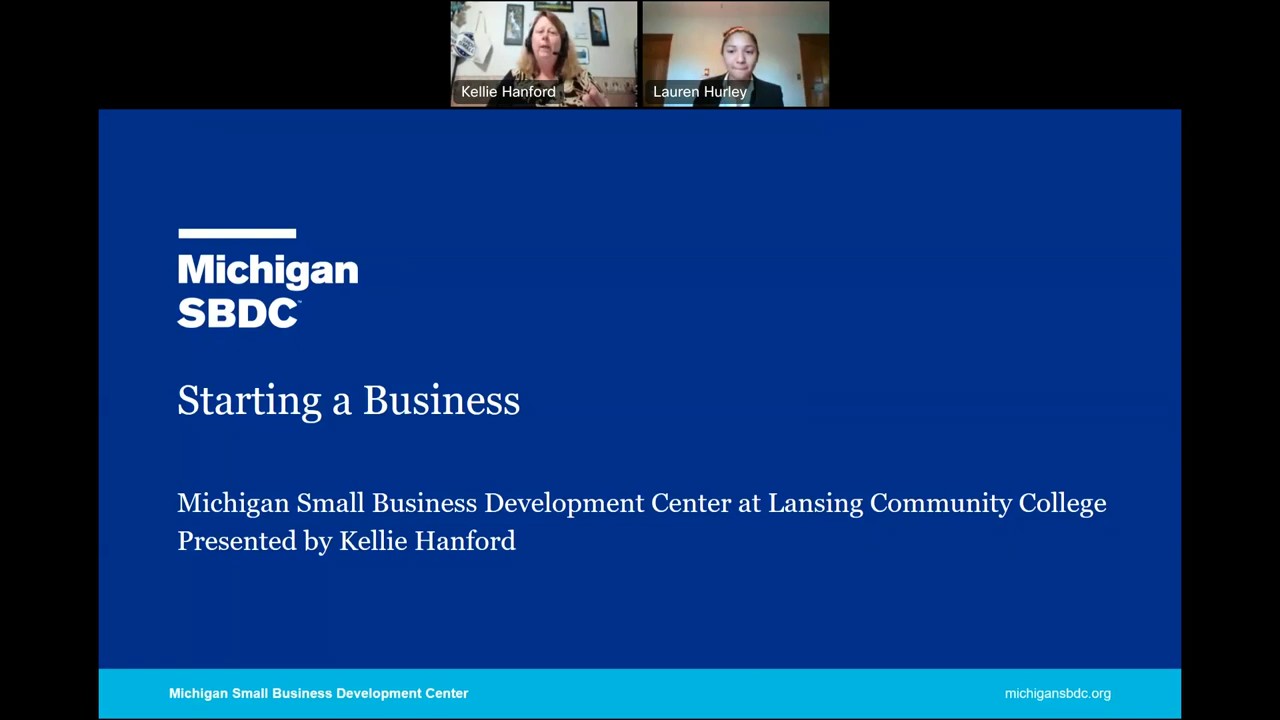 Kellie Hanford
Lauren Hurley
Michigan
SBDC™
Starting a Business
Michigan Small Business Development Center at Lansing Community College
Presented by Kellie Hanford
Michigan Small Business Development Center
michigansbdc.org